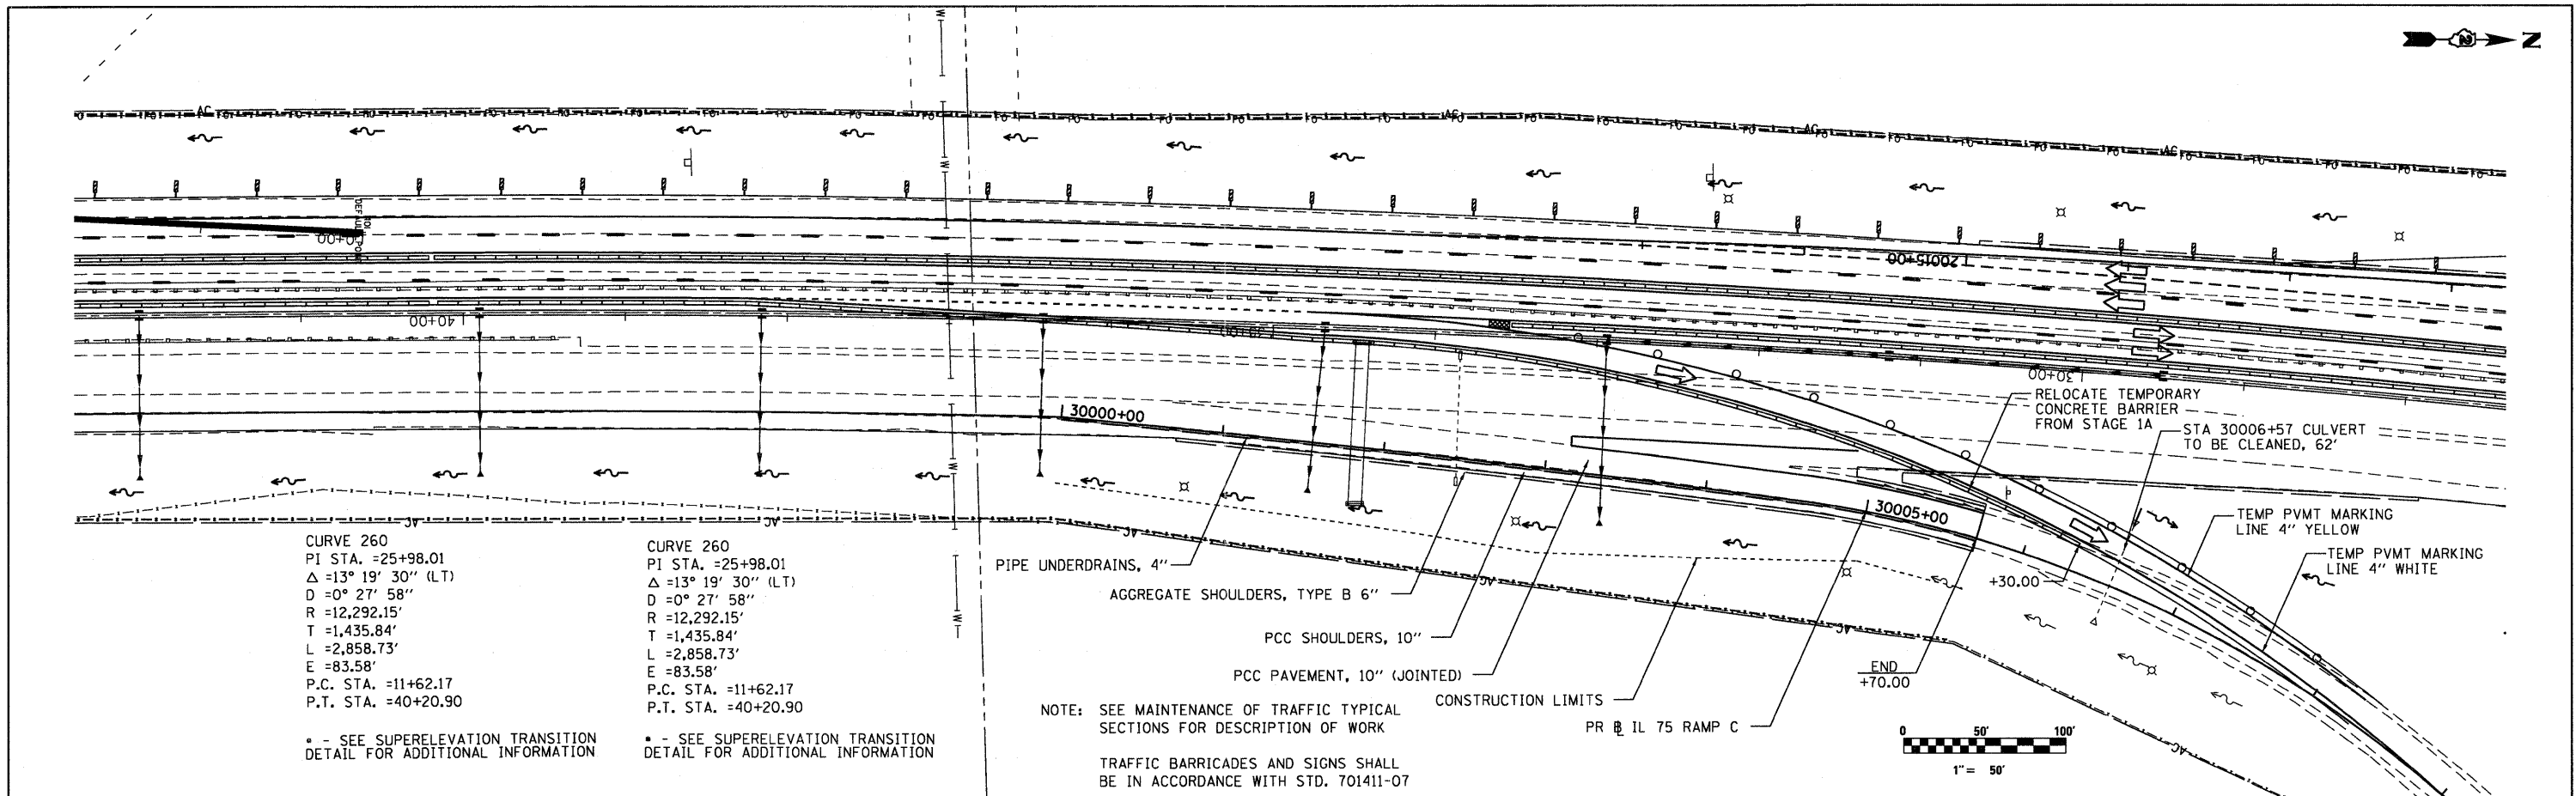 N
40+00
20015+00
30+00
30000+00
30005+00
RELOCATE TEMPORARY
CONCRETE BARRIER
FROM STAGE 1A
STA 30006+57 CULVERT
TO BE CLEANED, 62'
TEMP PVMT MARKING
LINE 4" YELLOW
TEMP PVMT MARKING
LINE 4" WHITE
+30.00
END
+70.00
PIPE UNDERDRAINS, 4"
AGGREGATE SHOULDERS, TYPE B 6"
PCC SHOULDERS, 10"
PCC PAVEMENT, 10" (JOINTED)
CONSTRUCTION LIMITS
PR ⅊ IL 75 RAMP C
CURVE 260
PI STA. =25+98.01
Δ =13° 19' 30" (LT)
D =0° 27' 58"
R =12,292.15'
T =1,435.84'
L =2,858.73'
E =83.58'
P.C. STA. =11+62.17
P.T. STA. =40+20.90
* - SEE SUPERELEVATION TRANSITION
DETAIL FOR ADDITIONAL INFORMATION
CURVE 260
PI STA. =25+98.01
Δ =13° 19' 30" (LT)
D =0° 27' 58"
R =12,292.15'
T =1,435.84'
L =2,858.73'
E =83.58'
P.C. STA. =11+62.17
P.T. STA. =40+20.90
* - SEE SUPERELEVATION TRANSITION
DETAIL FOR ADDITIONAL INFORMATION
NOTE: SEE MAINTENANCE OF TRAFFIC TYPICAL
SECTIONS FOR DESCRIPTION OF WORK
TRAFFIC BARRICADES AND SIGNS SHALL
BE IN ACCORDANCE WITH STD. 701411-07
0 50' 100'
1" = 50'